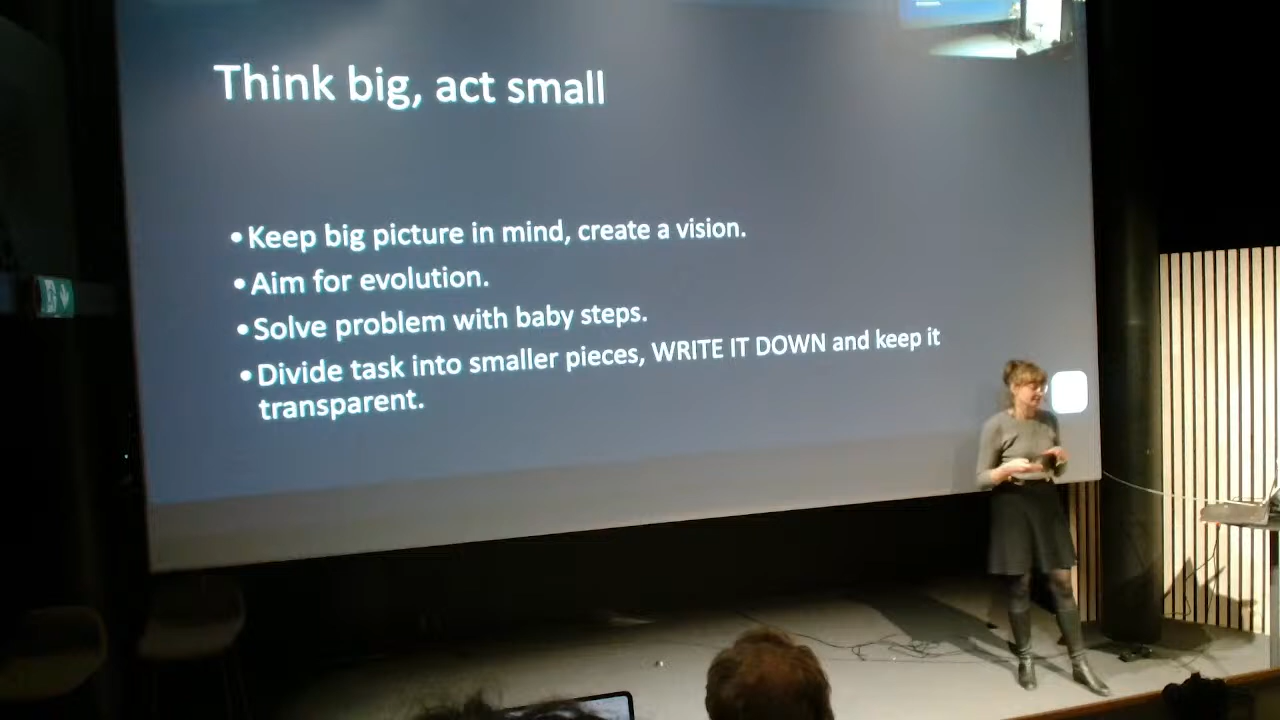 Think big, act small
• Keep big picture in mind, create a vision.
• Aim for evolution.
• Solve problem with baby steps.
• Divide task into smaller pieces, WRITE IT DOWN and keep it
transparent.